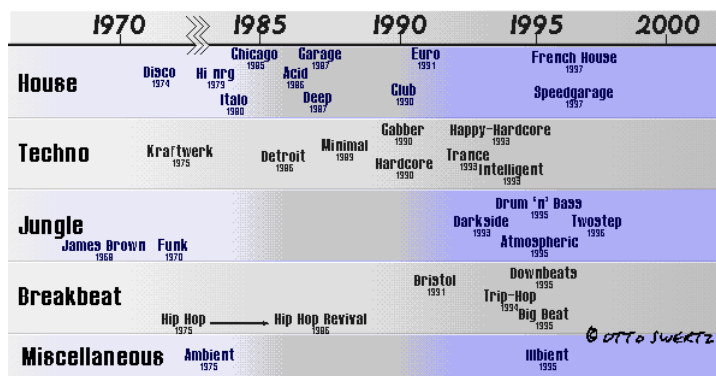 1970 1985 1990 1995 2000
House
Chicago
1985
Garage
1987
Euro
1991
French House
1997
Disco
1974
Hi nrg
1979
Acid
1986
Italo
1980
Deep
1987
Club
1990
Speedgarage
1997
Techno
Kraftwerk
1975
Detroit
1986
Minimal
1989
Gabber
1990
Hardcore
1990
Happy-Hardcore
1993
Trance
1993
Intelligent
1993
Jungle
James Brown
1968
Funk
1970
Drum 'n' Bass
1995
Darkside
1993
Twostep
1996
Atmospheric
1995
Breakbeat
Hip Hop
1975
Hip Hop Revival
1986
Bristol
1991
Downbeats
1995
Trip-Hop
1994
Big Beat
1995
© OTTO SWERTZ
Miscellaneous
Ambient
1975
Illbient
1995